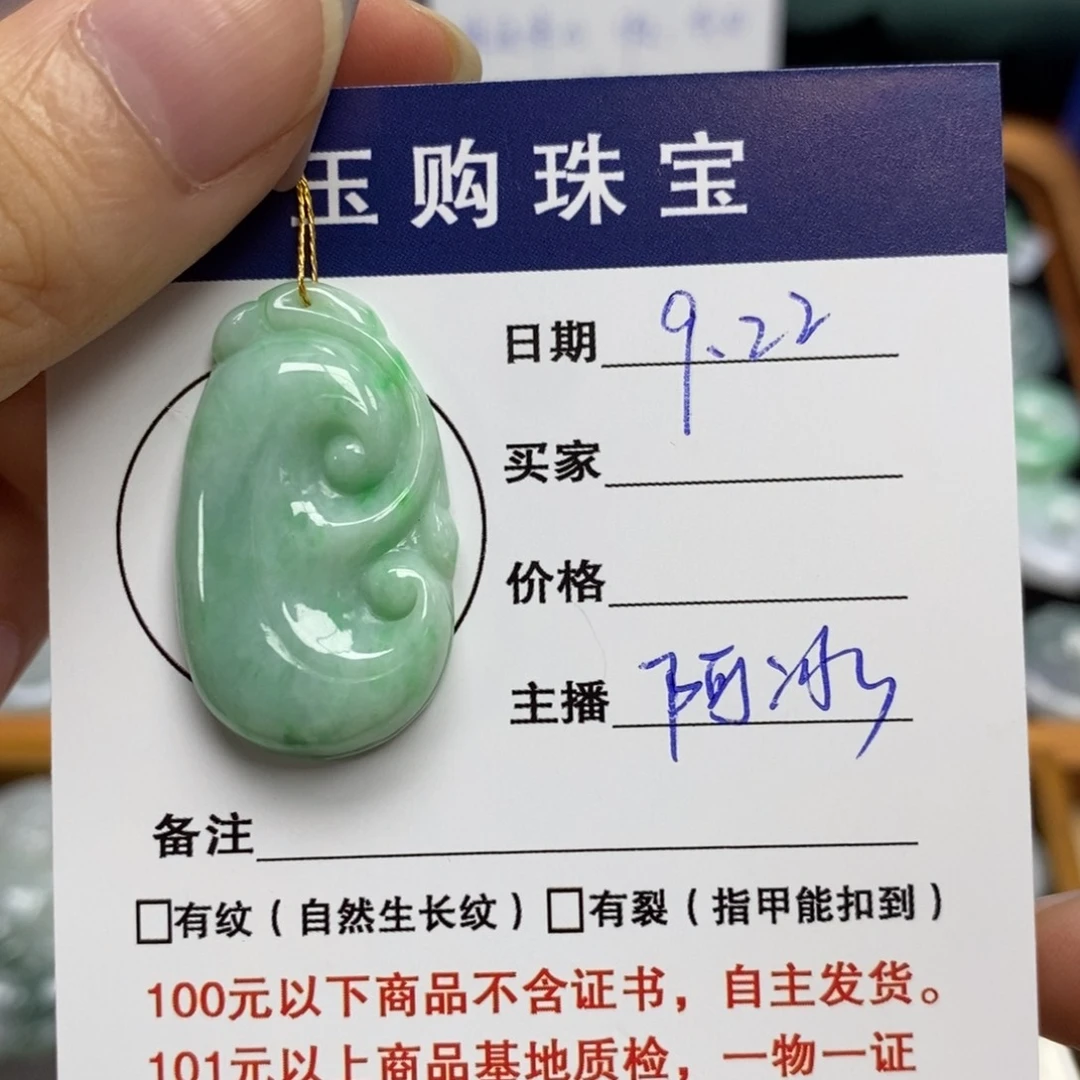 玉购珠宝
日期 9.22
买家
价格
主播 阿冰
备注
□有纹（自然生长纹）□有裂（指甲能扣到）
100元以下商品不含证书，自主发货。
101元以上商品基地质检，一物一证